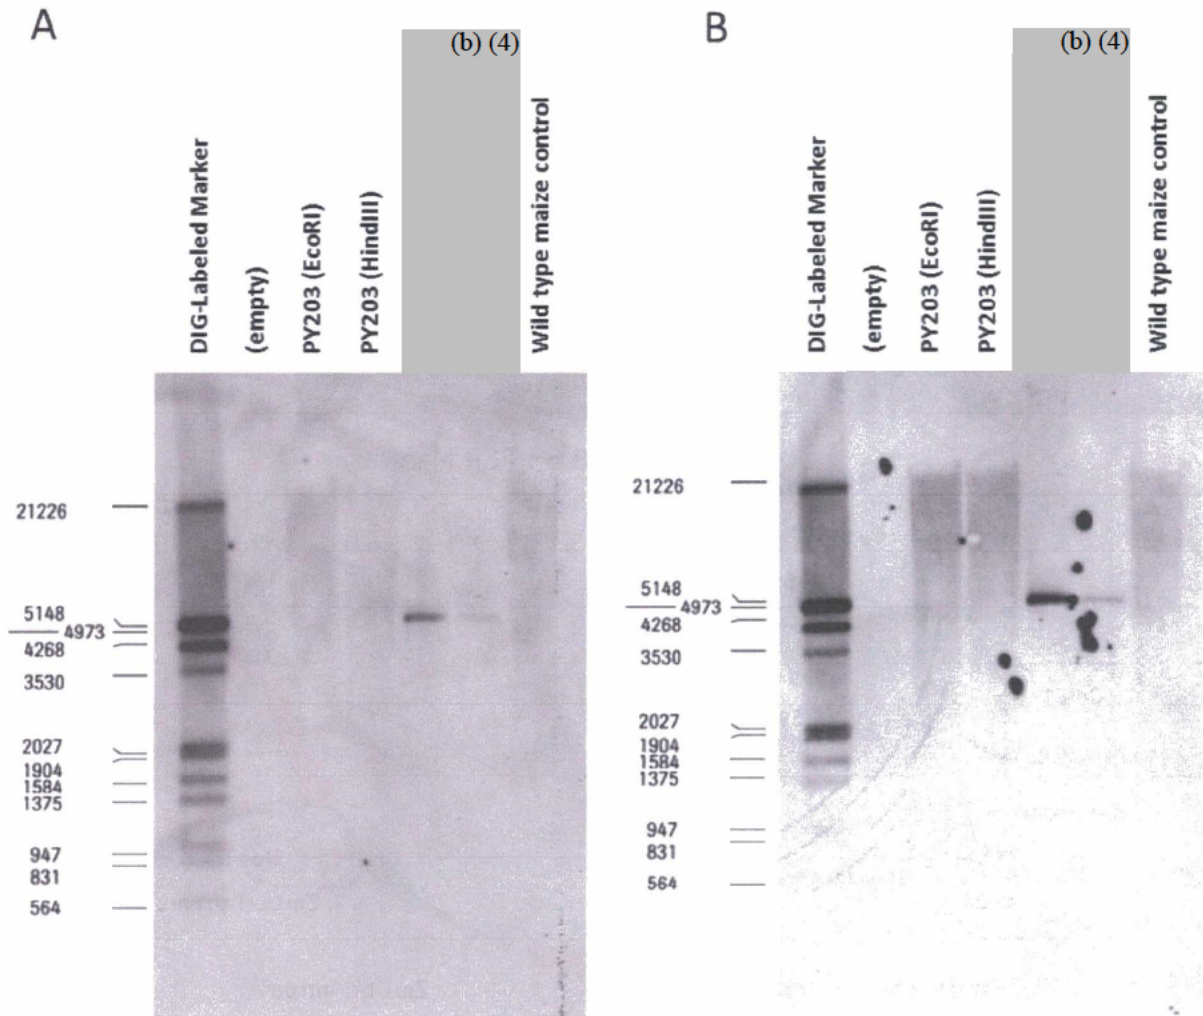 A
(b) (4)
DIG-Labeled Marker
(empty)
PY203 (EcoRI)
PY203 (HindIII)
Wild type maize control
21226
5148
4973
4268
3530
2027
1904
1584
1375
947
831
564
B
(b) (4)
DIG-Labeled Marker
(empty)
PY203 (EcoRI)
PY203 (HindIII)
Wild type maize control
21226
5148
4973
4268
3530
2027
1904
1584
1375
947
831
564